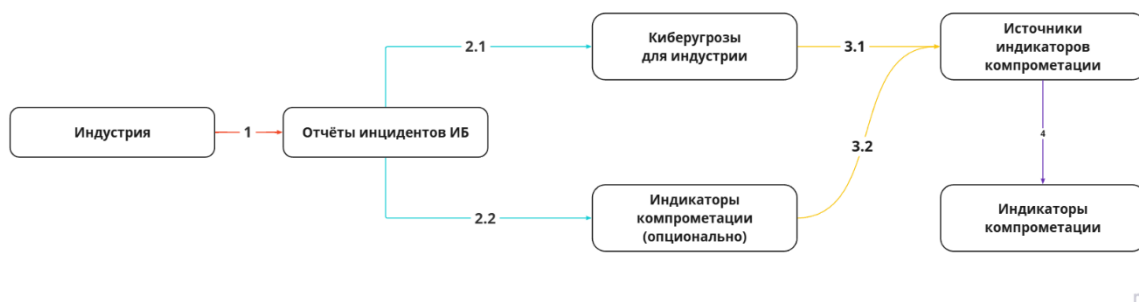 2.1
Киберугрозы
для индустрии
3.1
Источники
индикаторов
компрометации
Индустрия
1
Отчёты инцидентов ИБ
4
3.2
2.2
Индикаторы
компрометации
(опционально)
Индикаторы
компрометации